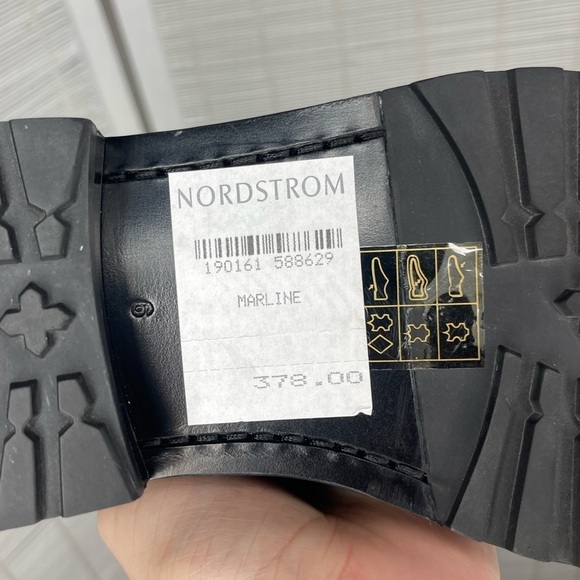 NORDSTROM
190161 588629
MARLINE
378.00